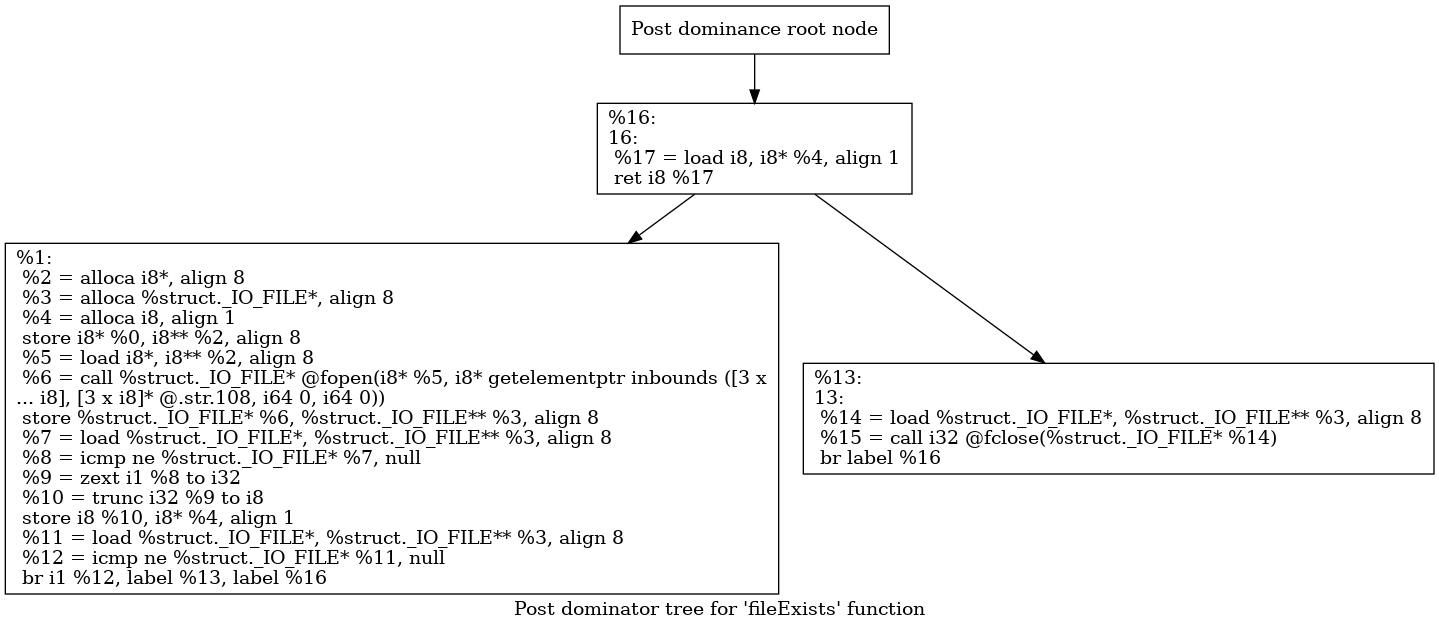 Post dominance root node
%16:
16:
%17 = load i8, i8* %4, align 1
ret i8 %17
%1:
%2 = alloca i8*, align 8
%3 = alloca %struct._IO_FILE*, align 8
%4 = alloca i8, align 1
store i8* %0, i8** %2, align 8
%5 = load i8*, i8** %2, align 8
%6 = call %struct._IO_FILE* @fopen(i8* %5, i8* getelementptr inbounds ([3 x
... i8], [3 x i8]* @.str.108, i64 0, i64 0))
store %struct._IO_FILE* %6, %struct._IO_FILE** %3, align 8
%7 = load %struct._IO_FILE*, %struct._IO_FILE** %3, align 8
%8 = icmp ne %struct._IO_FILE* %7, null
%9 = zext i1 %8 to i32
%10 = trunc i32 %9 to i8
store i8 %10, i8* %4, align 1
%11 = load %struct._IO_FILE*, %struct._IO_FILE** %3, align 8
%12 = icmp ne %struct._IO_FILE* %11, null
br i1 %12, label %13, label %16
%13:
13:
%14 = load %struct._IO_FILE*, %struct._IO_FILE** %3, align 8
%15 = call i32 @fclose(%struct._IO_FILE* %14)
br label %16
Post dominator tree for 'fileExists' function